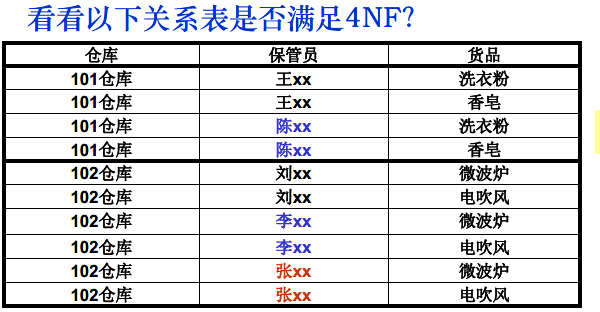 看看以下关系表是否满足4NF?
仓库 保管员 货品
101仓库 王xx 洗衣粉
101仓库 王xx 香皂
101仓库 陈xx 洗衣粉
101仓库 陈xx 香皂
102仓库 刘xx 微波炉
102仓库 刘xx 电吹风
102仓库 李xx 微波炉
102仓库 李xx 电吹风
102仓库 张xx 微波炉
102仓库 张xx 电吹风